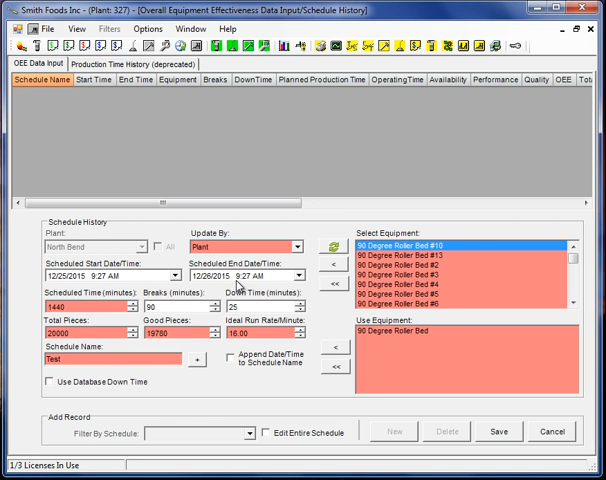 Smith Foods Inc - (Plant: 327) - [Overall Equipment Effectiveness Data Input/Schedule History]
File View Filters Options Window Help
OEE Data Input Production Time History (deprecated)
Schedule Name Start Time End Time Equipment Breaks DownTime Planned Production Time OperatingTime Availability Performance Quality OEE Tota
Schedule History
Plant: Update By: Select Equipment:
North Bend All Plant
90 Degree Roller Bed #10
90 Degree Roller Bed #13
90 Degree Roller Bed #2
90 Degree Roller Bed #3
90 Degree Roller Bed #4
90 Degree Roller Bed #5
90 Degree Roller Bed #6
Scheduled Start Date/Time: Scheduled End Date/Time:
12/25/2015 9:27 AM 12/26/2015 9:27 AM
<
<<
Scheduled Time (minutes): Breaks (minutes): Down Time (minutes):
1440 90 25
Total Pieces: Good Pieces: Ideal Run Rate/Minute:
20000 19780 16.00
Use Equipment:
90 Degree Roller Bed
Schedule Name:
Test + Append Date/Time to Schedule Name
<
<<
Use Database Down Time
Add Record
Filter By Schedule: Edit Entire Schedule New Delete Save Cancel
1/3 Licenses In Use